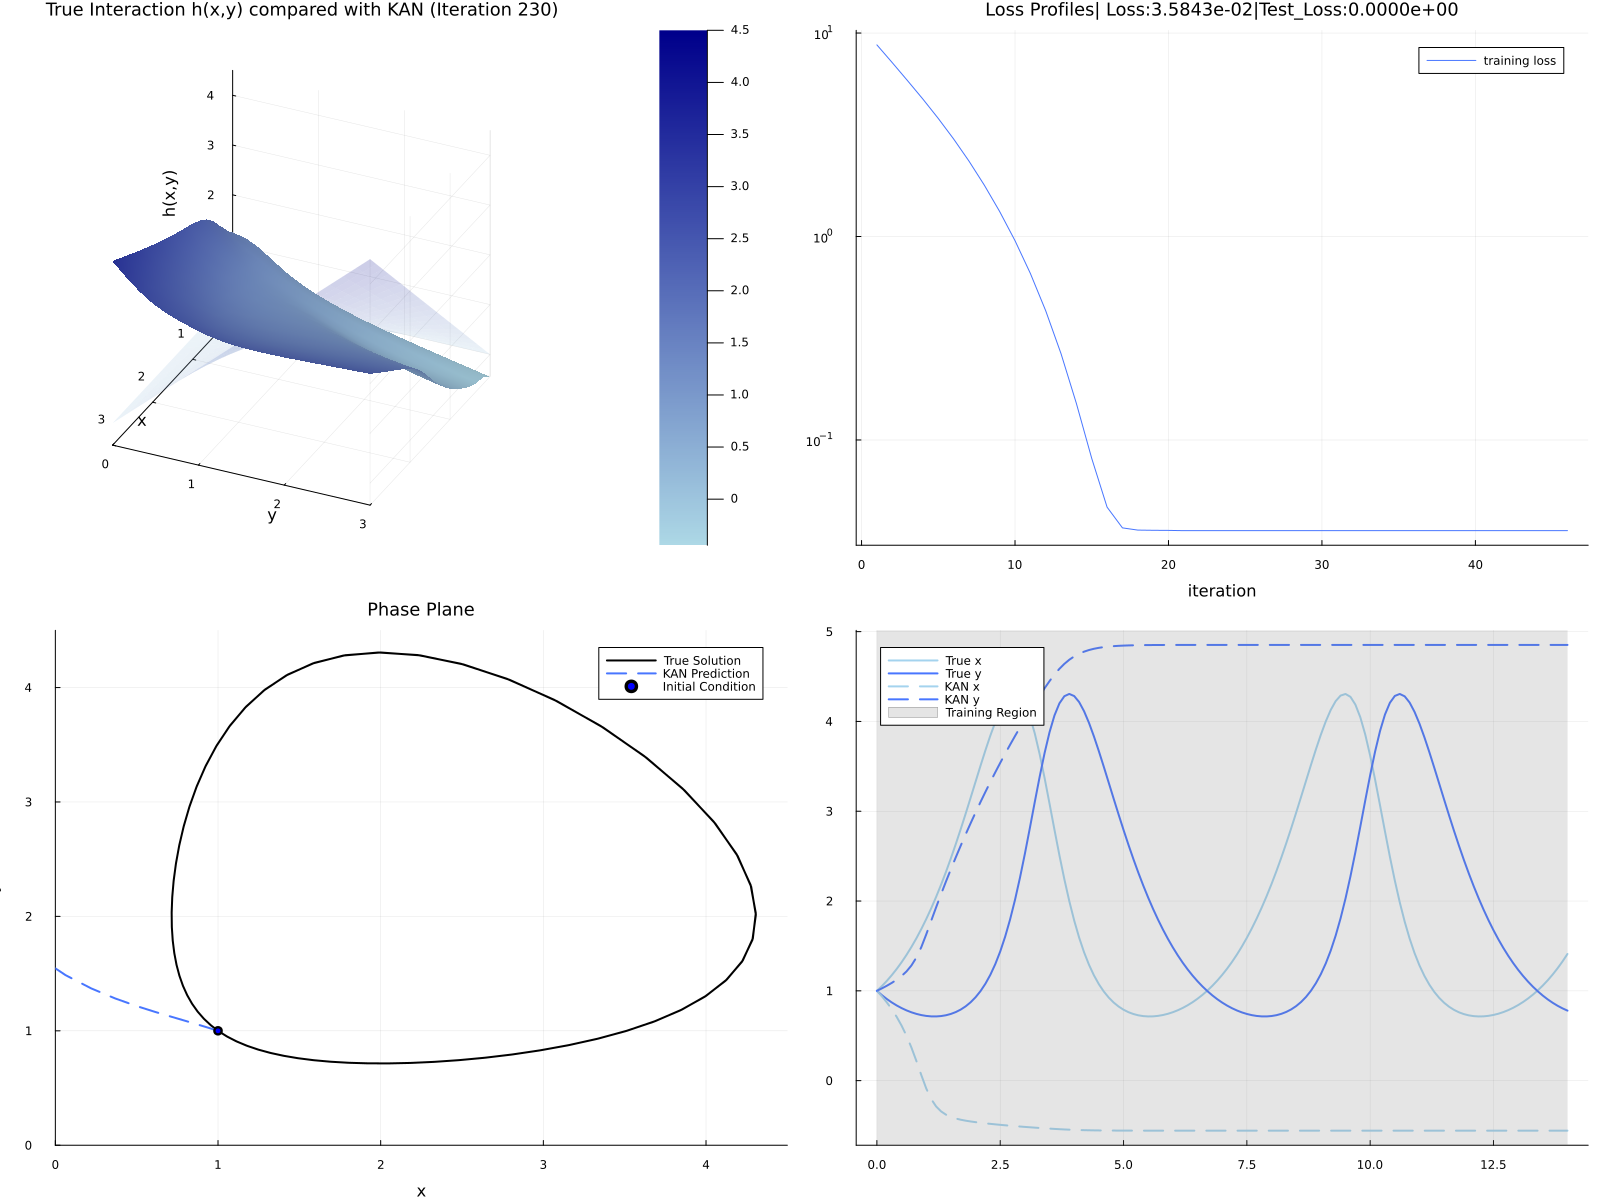 True Interaction h(x,y) compared with KAN (Iteration 230)
4
3
2
h(x,y)
1
2
3
x
0
1
2
3
y
4.5
4.0
3.5
3.0
2.5
2.0
1.5
1.0
0.5
0
Loss Profiles| Loss:3.5843e-02|Test_Loss:0.0000e+00
training loss
10¹
10⁰
10⁻¹
0 10 20 30 40
iteration
Phase Plane
True Solution
KAN Prediction
Initial Condition
4
3
2
1
0
0 1 2 3 4
x
True x
True y
KAN x
KAN y
Training Region
5
4
3
2
1
0
0.0 2.5 5.0 7.5 10.0 12.5